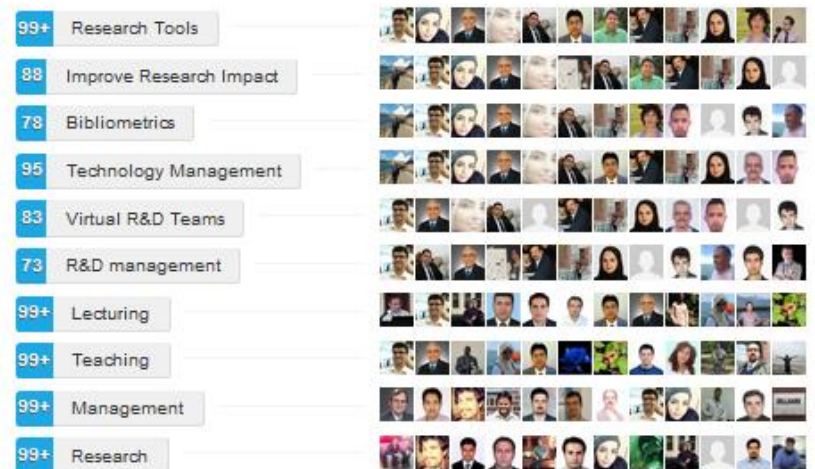 99+ Research Tools
88 Improve Research Impact
78 Bibliometrics
95 Technology Management
83 Virtual R&D Teams
73 R&D management
99+ Lecturing
99+ Teaching
99+ Management
99+ Research